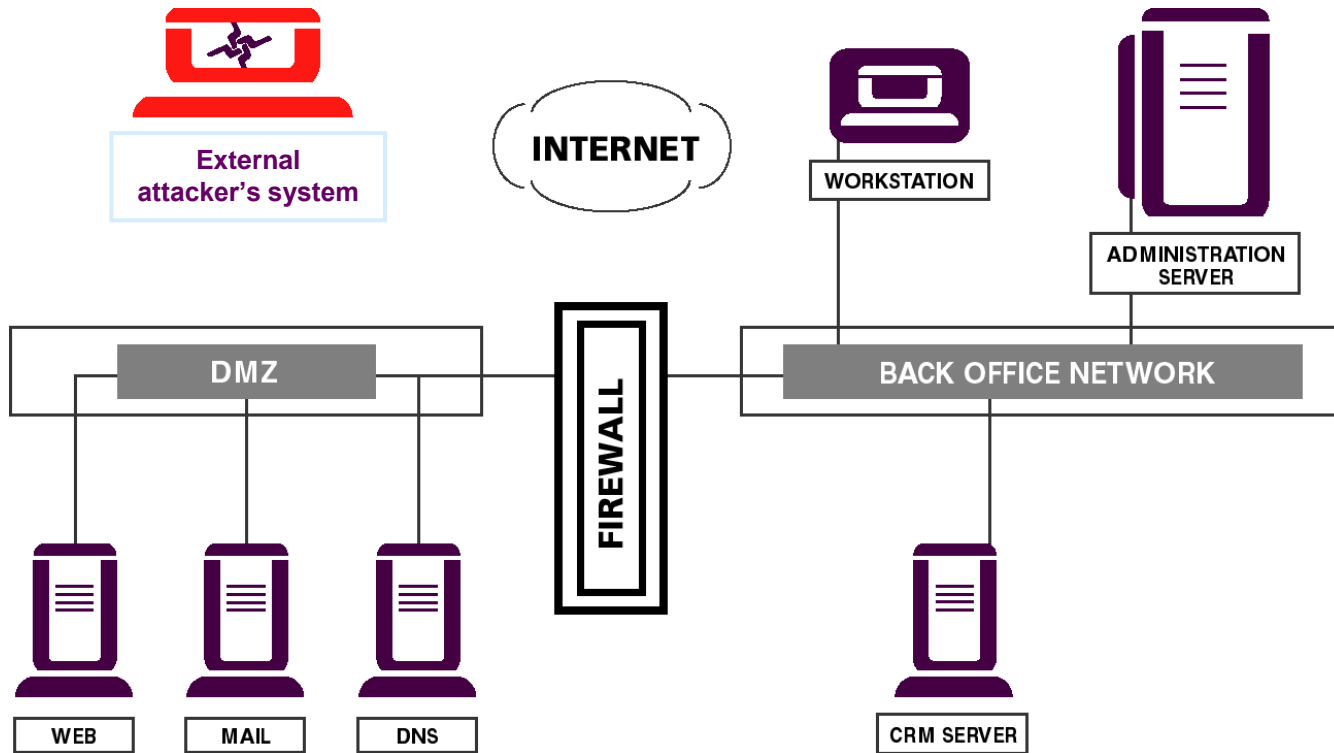 External
attacker’s system
INTERNET
WORKSTATION
ADMINISTRATION
SERVER
DMZ
FIREWALL
BACK OFFICE NETWORK
WEB
MAIL
DNS
CRM SERVER